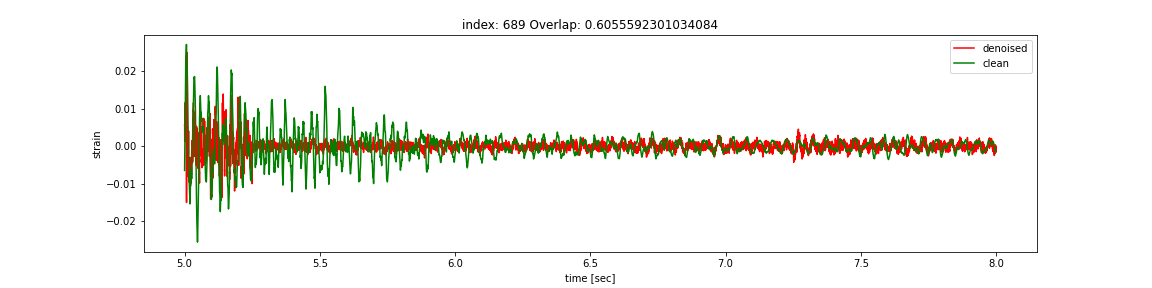 index: 689 Overlap: 0.6055592301034084
denoised
clean
0.02
0.01
0.00
−0.01
−0.02
strain
5.0 5.5 6.0 6.5 7.0 7.5 8.0
time [sec]